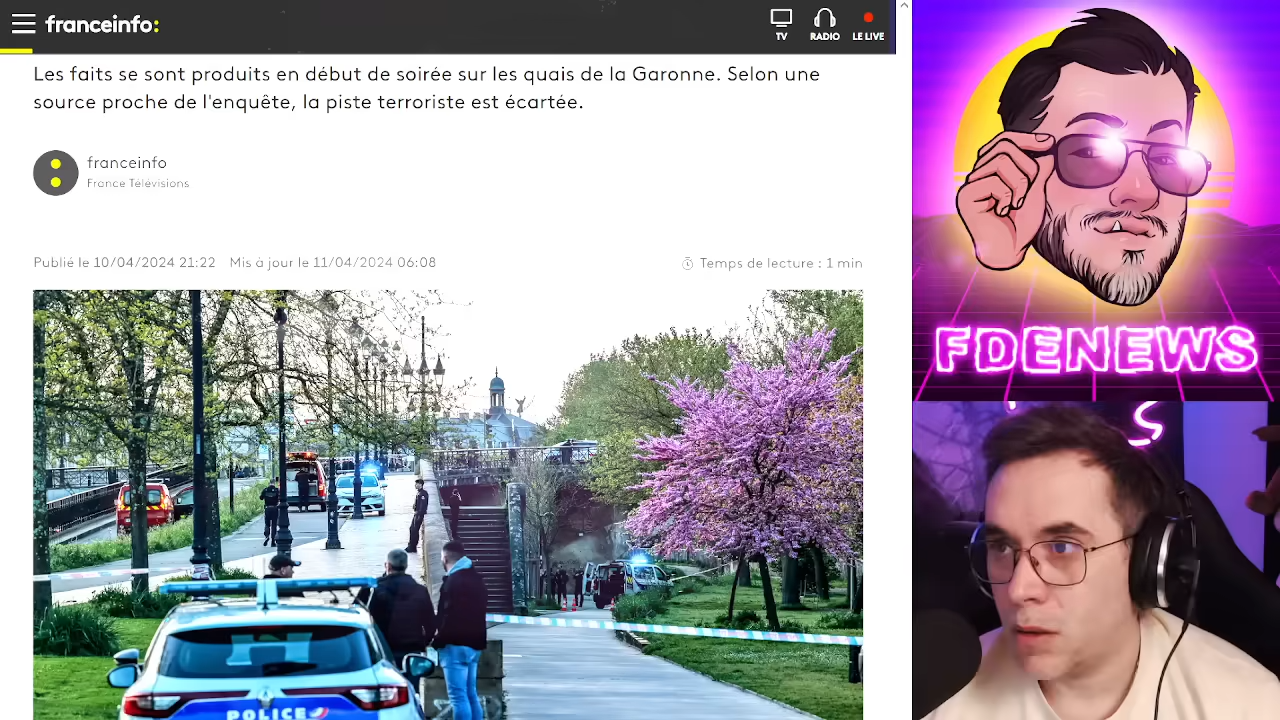 franceinfo:
TV
RADIO
LE LIVE
Les faits se sont produits en début de soirée sur les quais de la Garonne. Selon une
source proche de l'enquête, la piste terroriste est écartée.
franceinfo
France Télévisions
Publié le 10/04/2024 21:22 Mis à jour le 11/04/2024 06:08
Temps de lecture : 1 min
POLICE
FDENEWS